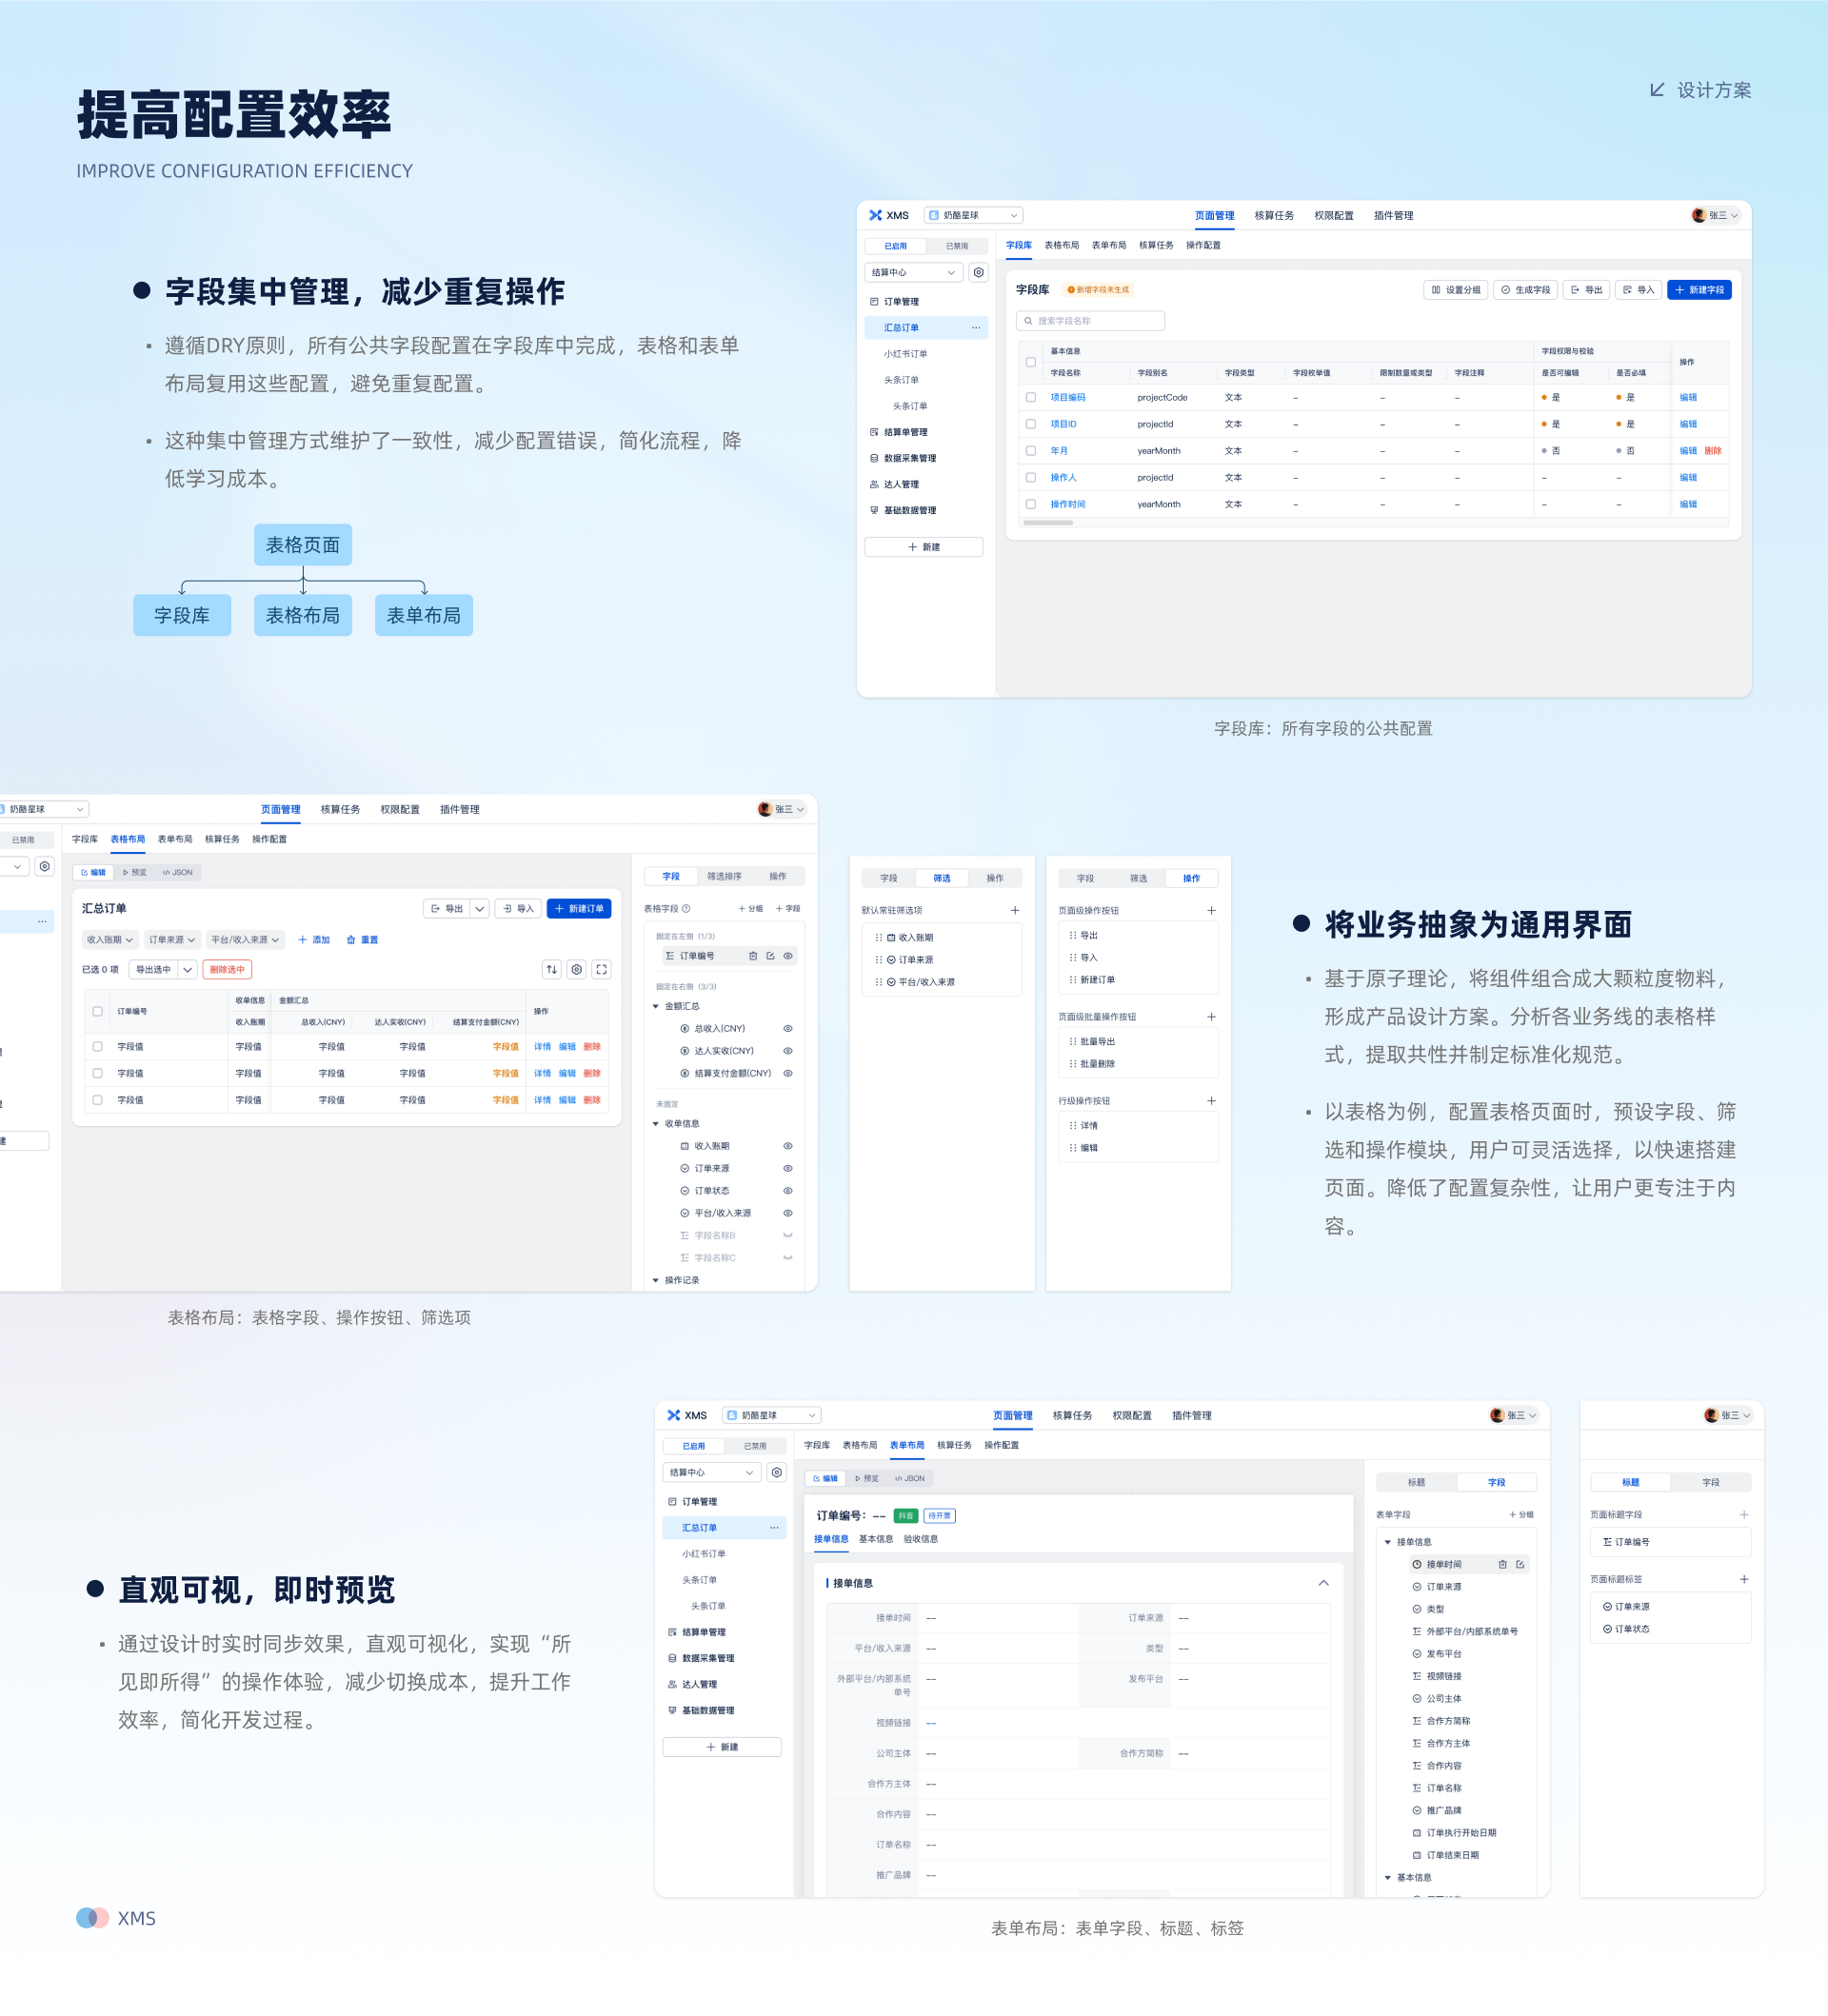 提高配置效率
IMPROVE CONFIGURATION EFFICIENCY
设计方案
字段集中管理，减少重复操作
遵循DRY原则，所有公共字段配置在字段库中完成，表格和表单
布局复用这些配置，避免重复配置。
这种集中管理方式维护了一致性，减少配置错误，简化流程，降
低学习成本。
表格页面
字段库 表格布局 表单布局
XMS 奶酪星球 页面管理 核算任务 权限配置 插件管理 张三
已启用 已禁用 字段库 表格布局 表单布局 核算任务 操作配置
结算中心
订单管理
汇总订单 ...
小红书订单
头条订单
头条订单
结算单管理
数据采集管理
达人管理
基础数据管理
+ 新建
字段库 新增字段未生成 设置分组 生成字段 导出 导入 + 新建字段
搜索字段名称
基本信息 字段权限与校验 操作
字段名称 字段别名 字段类型 字段枚举值 限制数量或类型 字段注释 是否可编辑 是否必填
项目编码 projectCode 文本 – – – 是 是 编辑
项目ID projectId 文本 – – – 是 是 编辑
年月 yearMonth 文本 – – – 否 否 编辑 删除
操作人 projectId 文本 – – – – – 编辑
操作时间 yearMonth 文本 – – – – – 编辑
字段库：所有字段的公共配置
奶酪星球 页面管理 核算任务 权限配置 插件管理 张三
已禁用 字段库 表格布局 表单布局 核算任务 操作配置
...
编辑 预览 JSON
汇总订单 导出 导入 + 新建订单
收入账期 订单来源 平台/收入来源 + 添加 重置
已选 0 项 导出选中 删除选中
订单编号 收单信息 金额汇总 操作
收入账期 总收入(CNY) 达人实收(CNY) 结算支付金额(CNY)
字段值 字段值 字段值 字段值 字段值 详情 编辑 删除
字段值 字段值 字段值 字段值 字段值 详情 编辑 删除
字段值 字段值 字段值 字段值 字段值 详情 编辑 删除
字段 筛选排序 操作
表格字段 + 分组 + 字段
固定在左侧 (1/3)
订单编号
固定在右侧 (3/3)
金额汇总
总收入(CNY)
达人实收(CNY)
结算支付金额(CNY)
未固定
收单信息
收入账期
订单来源
订单状态
平台/收入来源
字段名称B
字段名称C
操作记录
表格布局：表格字段、操作按钮、筛选项
字段 筛选 操作
默认常驻筛选项 +
收入账期
订单来源
平台/收入来源
字段 筛选 操作
页面级操作按钮 +
导出
导入
新建订单
页面级批量操作按钮 +
批量导出
批量删除
行级操作按钮 +
详情
编辑
将业务抽象为通用界面
基于原子理论，将组件组合成大颗粒度物料，
形成产品设计方案。分析各业务线的表格样
式，提取共性并制定标准化规范。
以表格为例，配置表格页面时，预设字段、筛
选和操作模块，用户可灵活选择，以快速搭建
页面。降低了配置复杂性，让用户更专注于内
容。
直观可视，即时预览
通过设计时实时同步效果，直观可视化，实现“所
见即所得”的操作体验，减少切换成本，提升工作
效率，简化开发过程。
XMS 奶酪星球 页面管理 核算任务 权限配置 插件管理 张三
已启用 已禁用 字段库 表格布局 表单布局 核算任务 操作配置
结算中心
订单管理
汇总订单 ...
小红书订单
头条订单
头条订单
结算单管理
数据采集管理
达人管理
基础数据管理
+ 新建
编辑 预览 JSON
订单编号： -- 抖音 待开票
接单信息 基本信息 验收信息
接单信息
接单时间 -- 订单来源 --
平台/收入来源 -- 类型 --
外部平台/内部系统 -- 发布平台 --
单号
视频链接 --
公司主体 -- 合作方简称 --
合作方主体 --
合作内容 --
订单名称 --
推广品牌 --
标题 字段
表单字段 + 分组
接单信息
接单时间
订单来源
类型
外部平台/内部系统单号
发布平台
视频链接
公司主体
合作方简称
合作方主体
合作内容
订单名称
推广品牌
订单执行开始日期
订单结束日期
基本信息
张三
标题 字段
页面标题字段 +
订单编号
页面标题标签 +
订单来源
订单状态
表单布局：表单字段、标题、标签
XMS